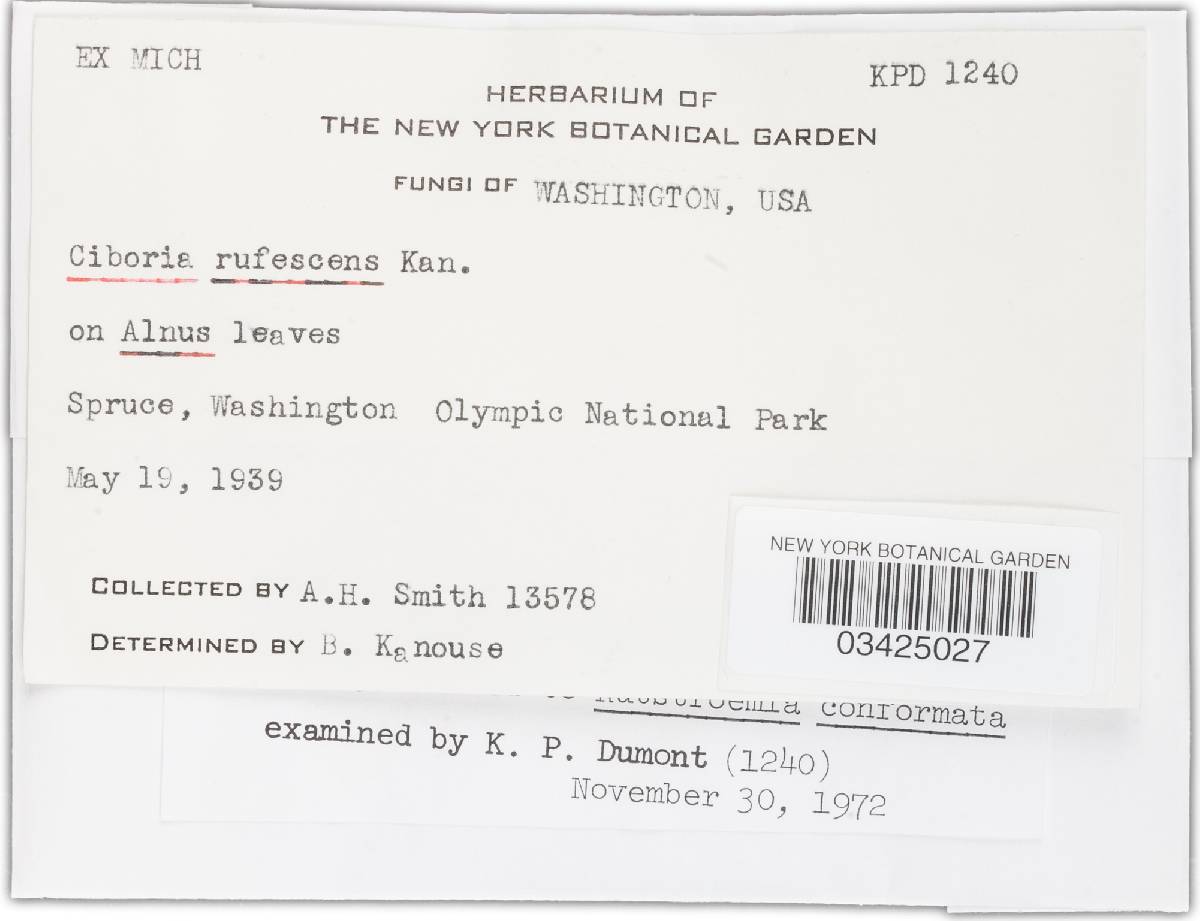 EX MICH
KPD 1240
HERBARIUM OF
THE NEW YORK BOTANICAL GARDEN
FUNGI OF WASHINGTON, USA
Ciboria rufescens Kan.
on Alnus leaves
Spruce, Washington Olympic National Park
May 19, 1939
NEW YORK BOTANICAL GARDEN
03425027
COLLECTED BY A.H. Smith 13578
DETERMINED BY B. Kanouse
conformata
examined by K. P. Dumont (1240)
November 30, 1972